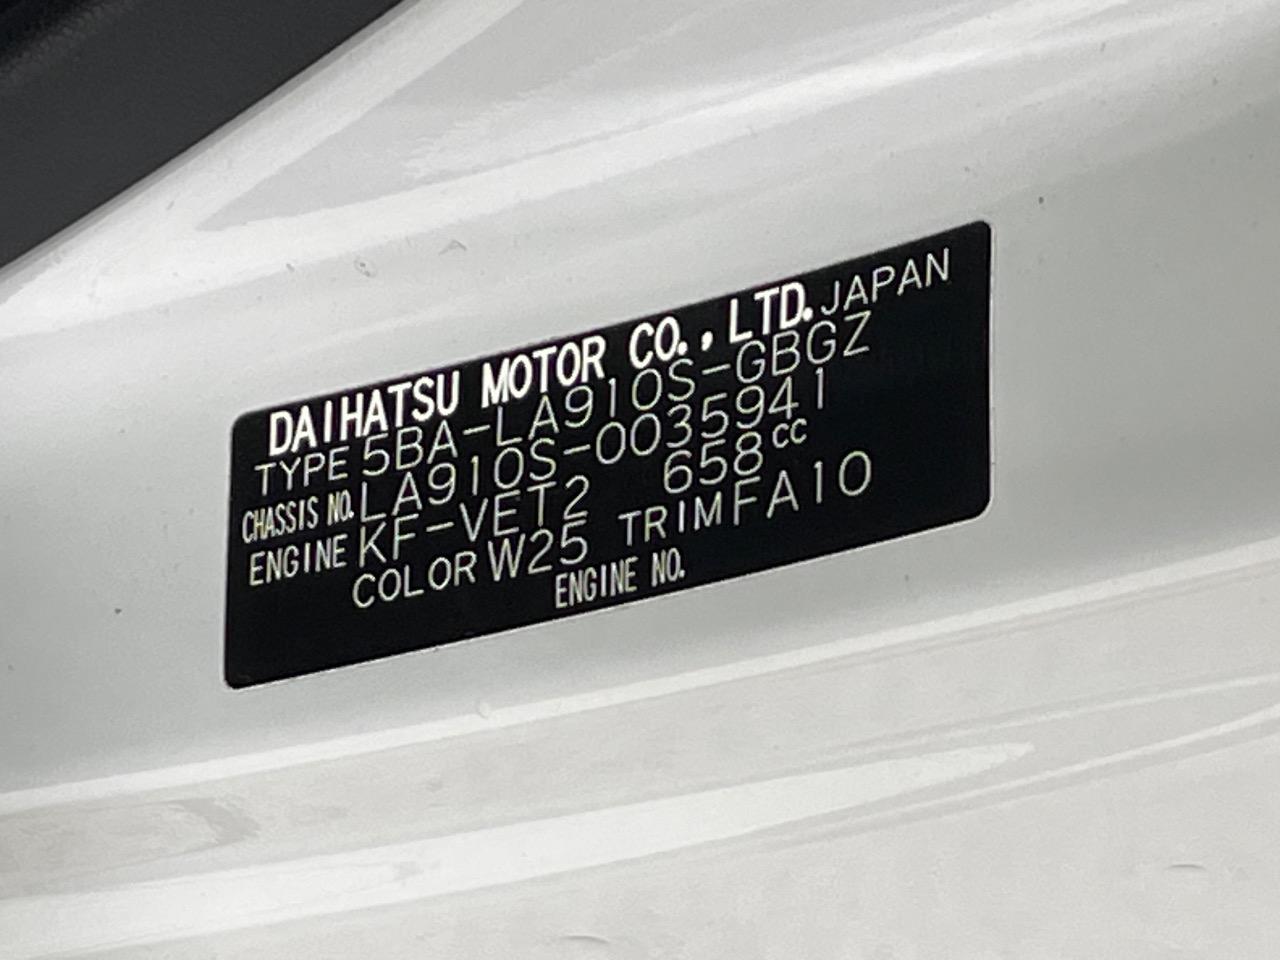 DAIHATSU MOTOR CO., LTD. JAPAN
TYPE 5BA-LA910S-GBGZ
CHASSIS NO. LA910S-0035941
ENGINE KF-VET2 658cc
COLOR W25 TRIM FA10
ENGINE NO.